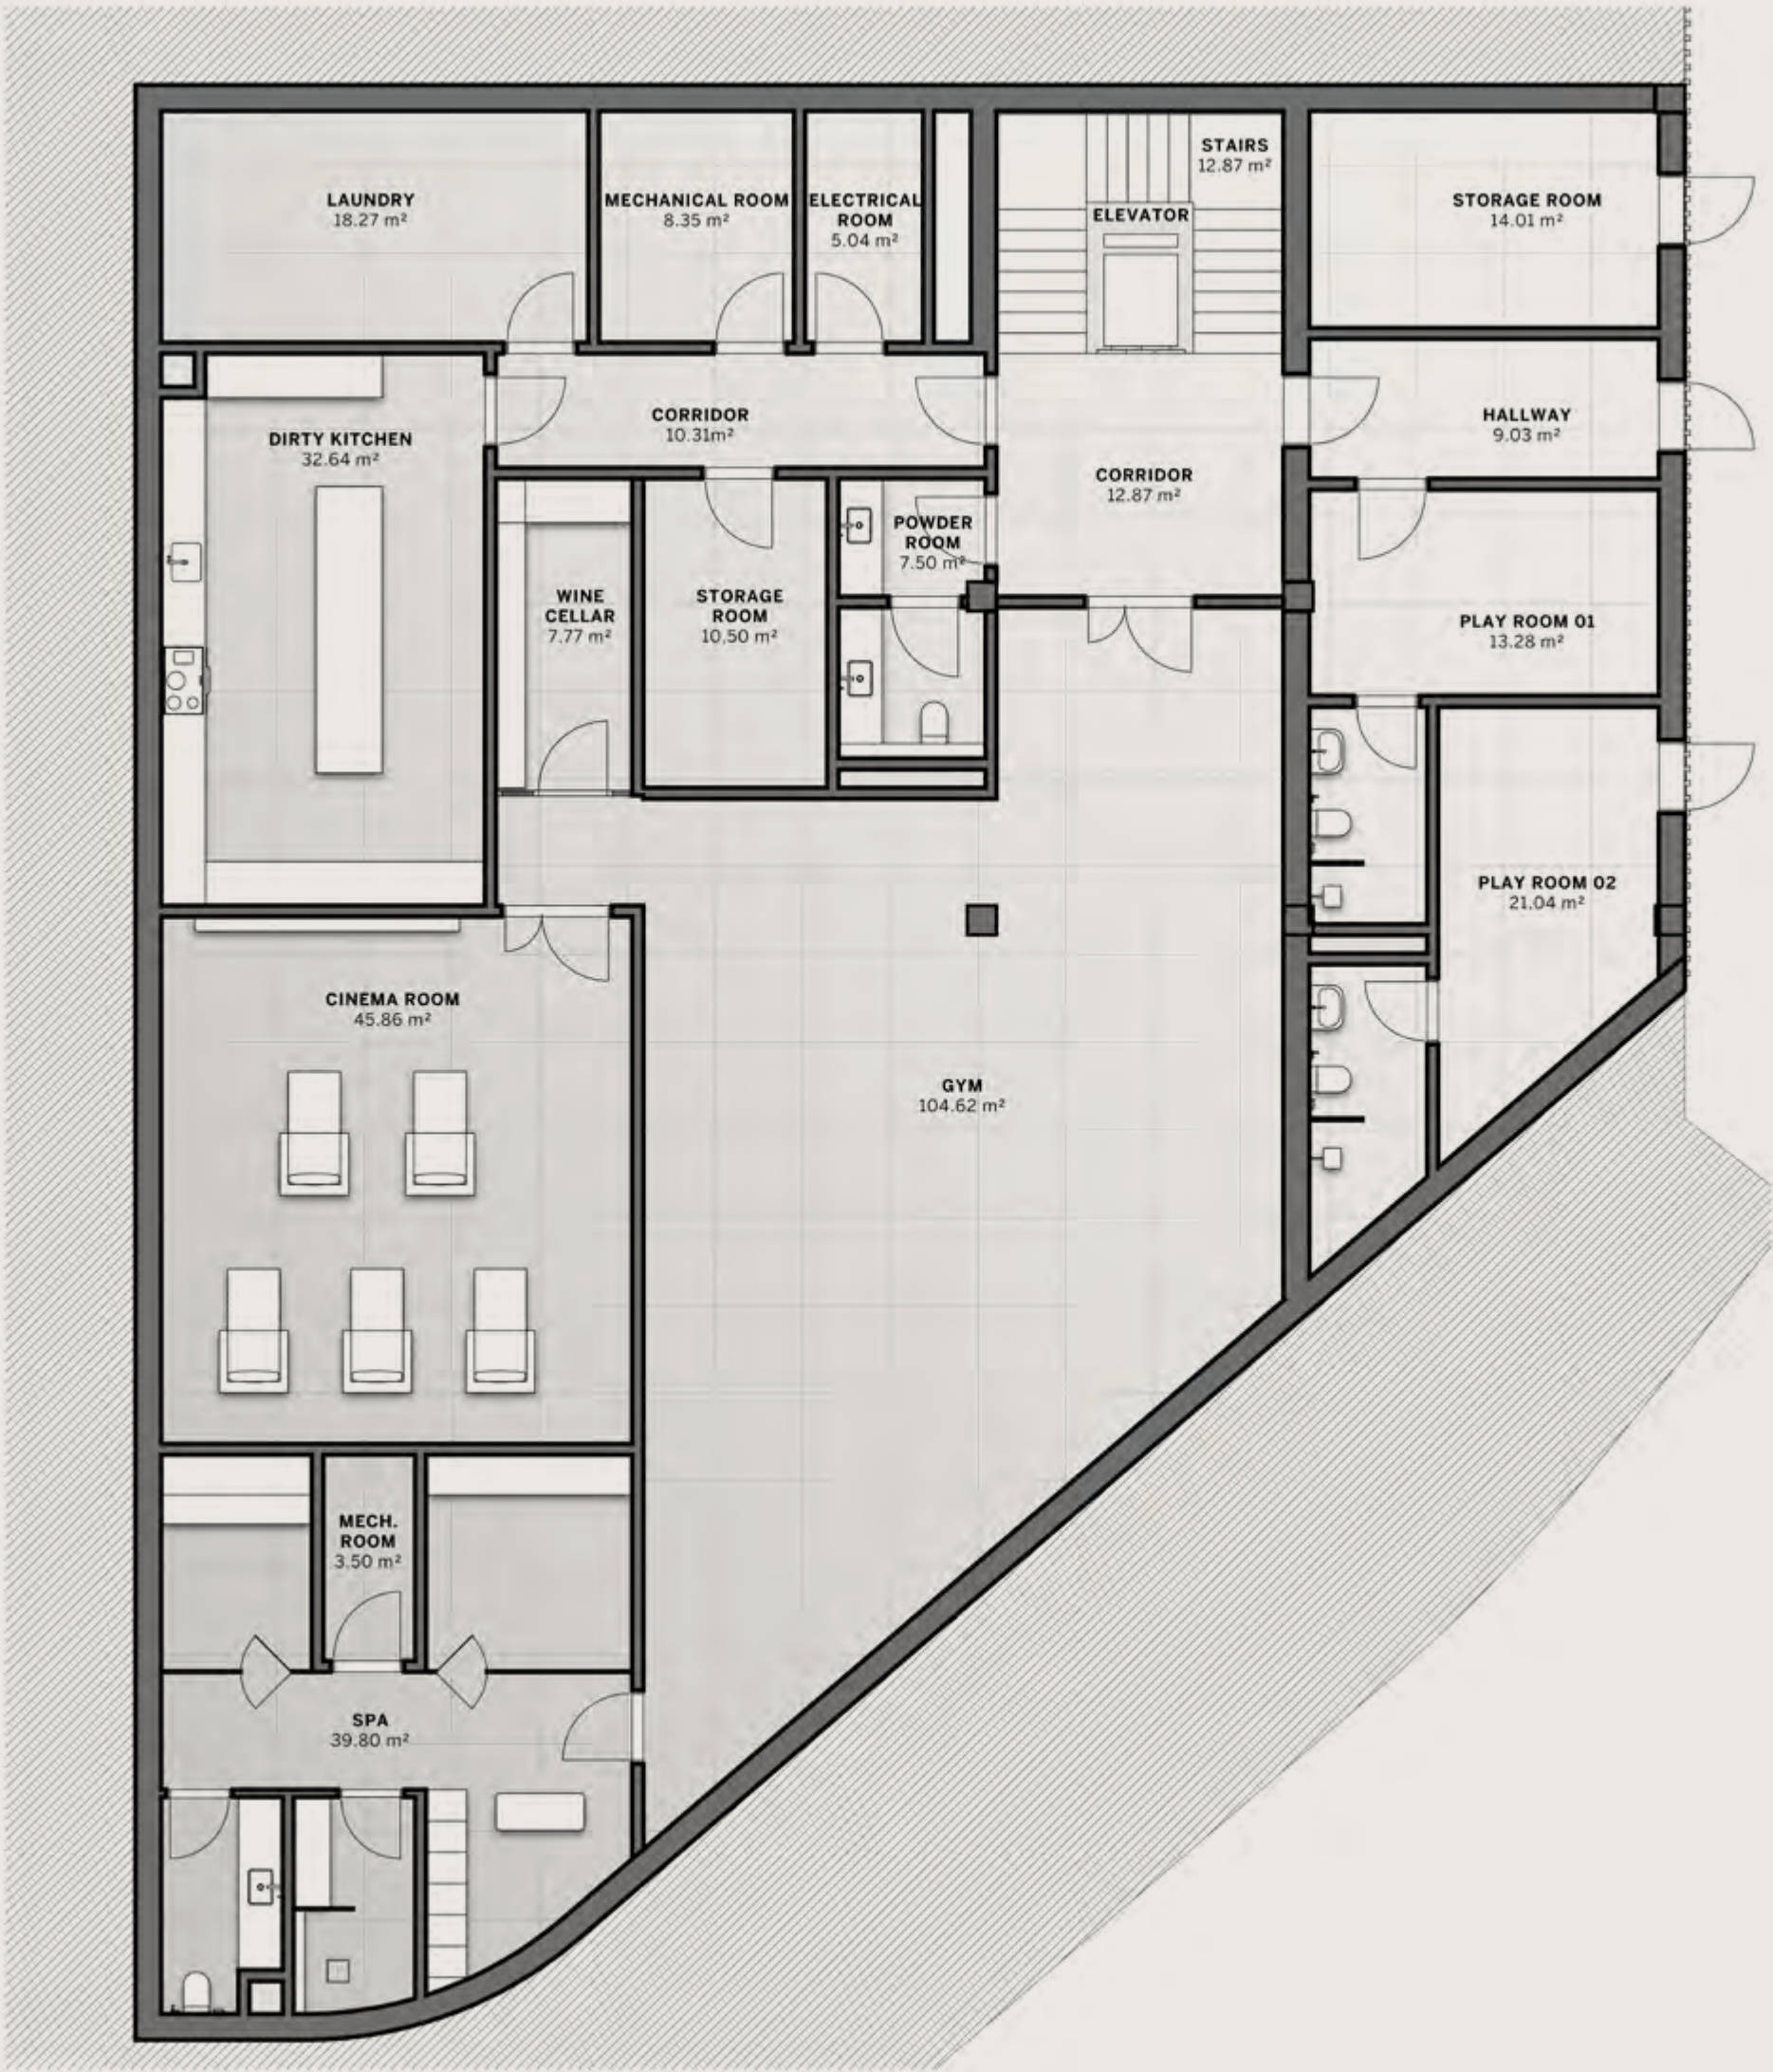 LAUNDRY
18.27 m²
MECHANICAL ROOM
8.35 m²
ELECTRICAL
ROOM
5.04 m²
STAIRS
12.87 m²
ELEVATOR
STORAGE ROOM
14.01 m²
DIRTY KITCHEN
32.64 m²
CORRIDOR
10.31m²
CORRIDOR
12.87 m²
HALLWAY
9.03 m²
POWDER
ROOM
7.50 m²
WINE
CELLAR
7.77 m²
STORAGE
ROOM
10.50 m²
PLAY ROOM 01
13.28 m²
PLAY ROOM 02
21.04 m²
CINEMA ROOM
45.86 m²
GYM
104.62 m²
MECH.
ROOM
3.50 m²
SPA
39.80 m²